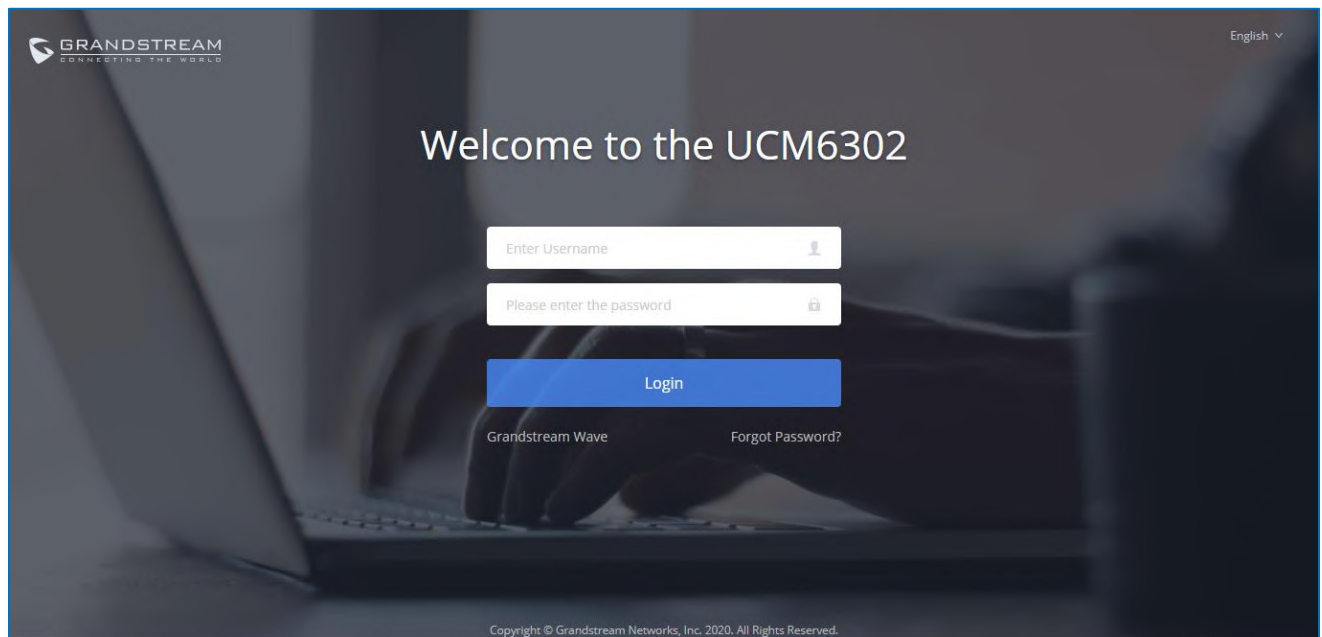 GRANDSTREAM
CONNECTING THE WORLD
English
Welcome to the UCM6302
Enter Username
Please enter the password
Login
Grandstream Wave
Forgot Password?
Copyright © Grandstream Networks, Inc. 2020. All Rights Reserved.